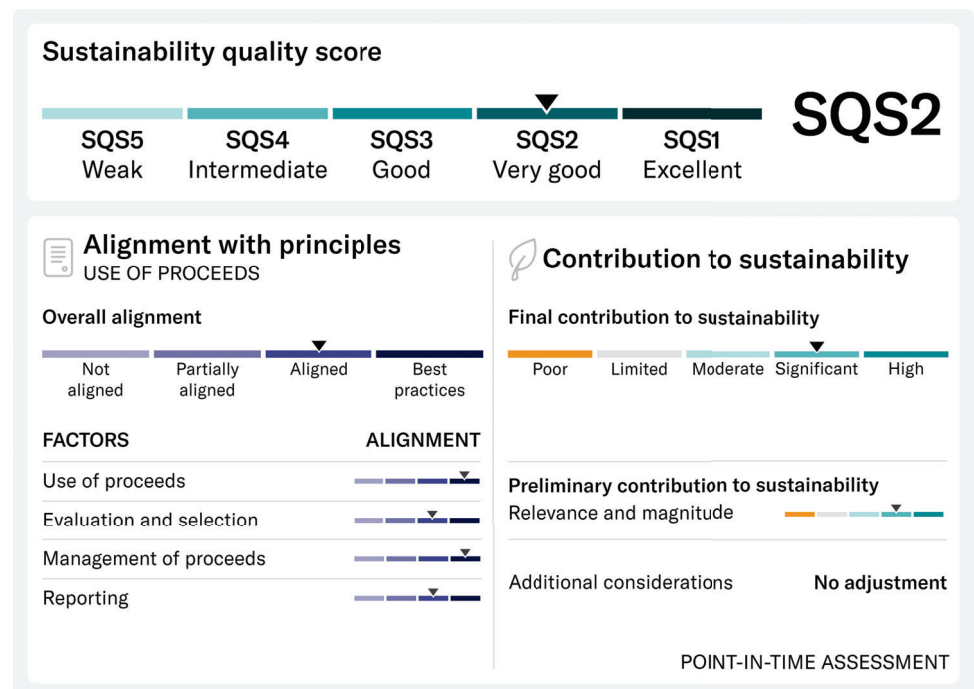 Sustainability quality score
SQS2
SQS5
SQS4
SQS3
SQS2
SQS1
Weak
Intermediate
Good
Very good
Excellent
Alignment with principles
USE OF PROCEEDS
Overall alignment
Not
aligned
Partially
aligned
Aligned
Best
practices
FACTORS
ALIGNMENT
Use of proceeds
Evaluation and selection
Management of proceeds
Reporting
Contribution to sustainability
Final contribution to sustainability
Poor
Limited
Moderate
Significant
High
Preliminary contribution to sustainability
Relevance and magnitude
Additional considerations
No adjustment
POINT-IN-TIME ASSESSMENT